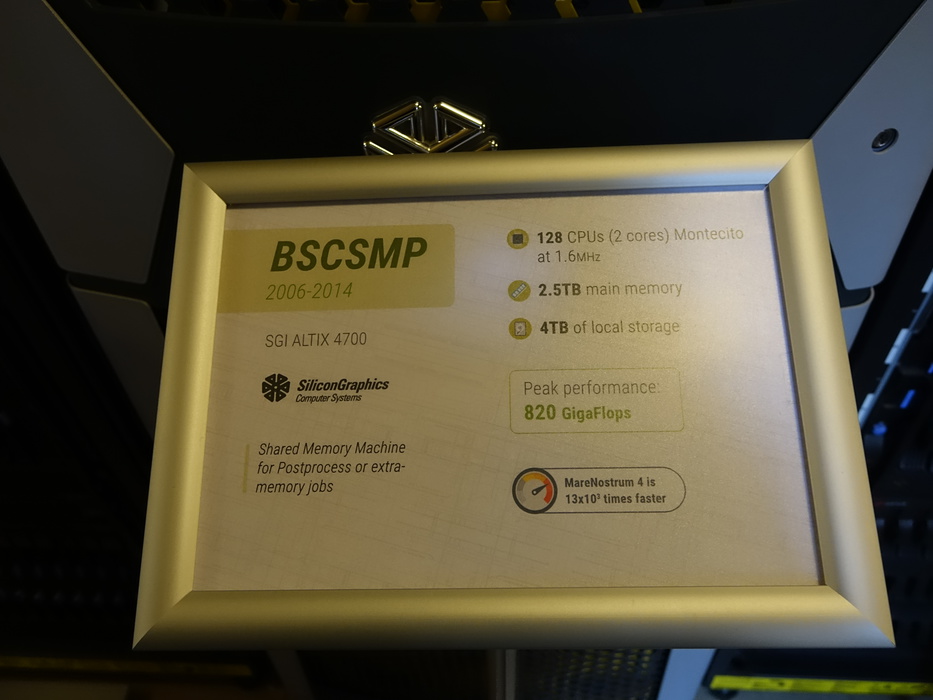 BSCSMP
2006-2014
SGI ALTIX 4700
SiliconGraphics
Computer Systems
Shared Memory Machine
for Postprocess or extra-
memory jobs
128 CPUs (2 cores) Montecito
at 1.6MHz
2.5TB main memory
4TB of local storage
Peak performance:
820 GigaFlops
MareNostrum 4 is
13x10³ times faster